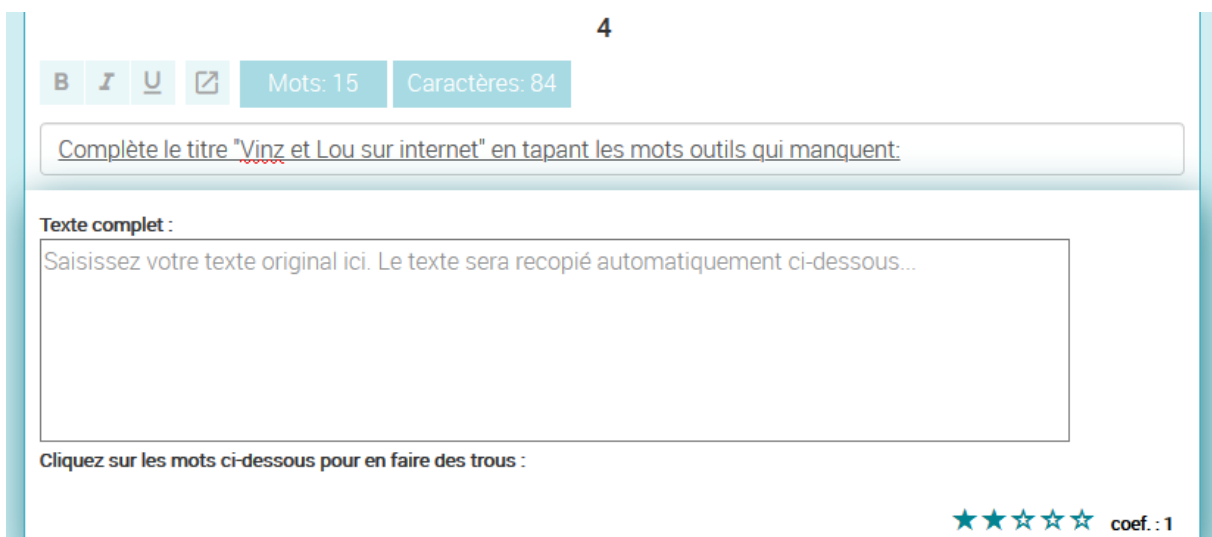 4
B I U Mots: 15 Caractères: 84
Complète le titre "Vinz et Lou sur internet" en tapant les mots outils qui manquent:
Texte complet :
Saisissez votre texte original ici. Le texte sera recopié automatiquement ci-dessous...
Cliquez sur les mots ci-dessous pour en faire des trous :
coef. : 1